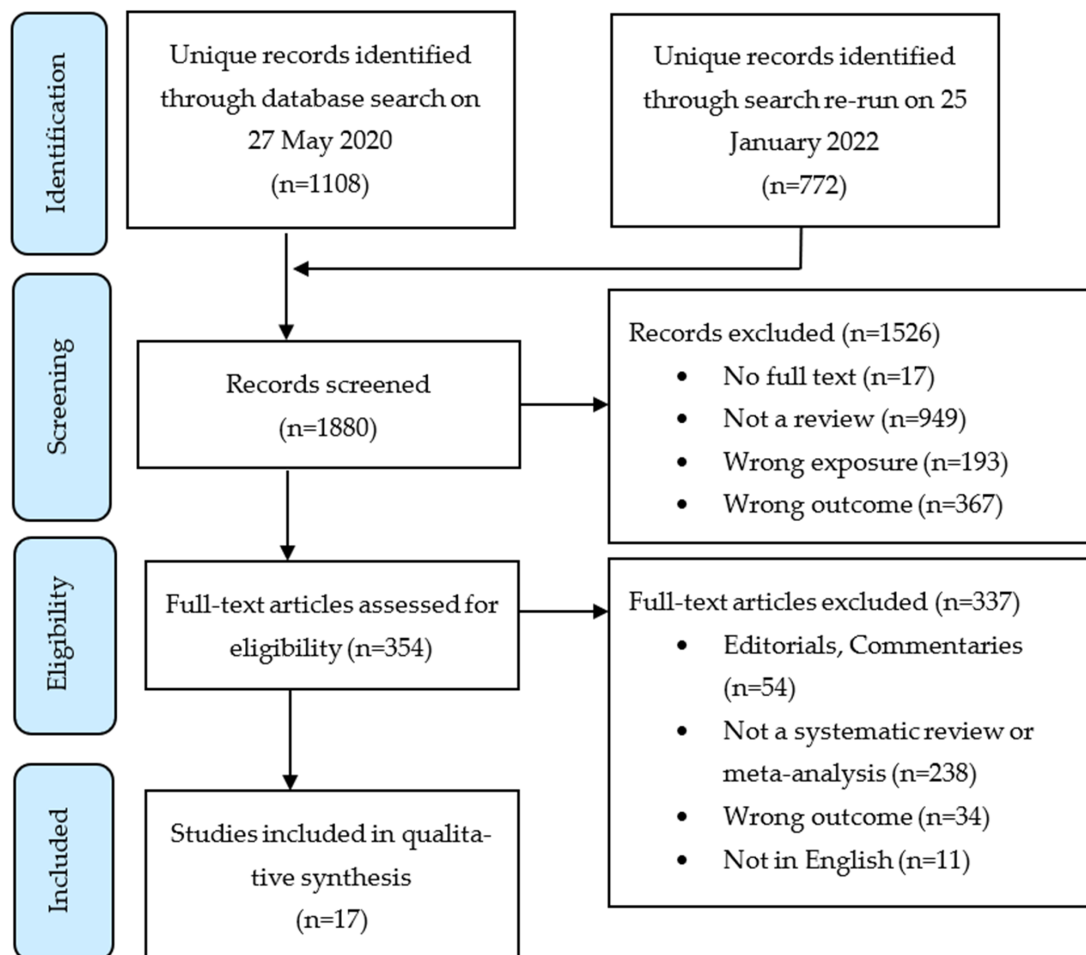 Identification
Unique records identified
through database search on
27 May 2020
(n=1108)
Unique records identified
through search re-run on 25
January 2022
(n=772)
Screening
Records screened
(n=1880)
Records excluded (n=1526)
• No full text (n=17)
• Not a review (n=949)
• Wrong exposure (n=193)
• Wrong outcome (n=367)
Eligibility
Full-text articles assessed for
eligibility (n=354)
Full-text articles excluded (n=337)
• Editorials, Commentaries
(n=54)
• Not a systematic review or
meta-analysis (n=238)
• Wrong outcome (n=34)
• Not in English (n=11)
Included
Studies included in qualita-
tive synthesis
(n=17)